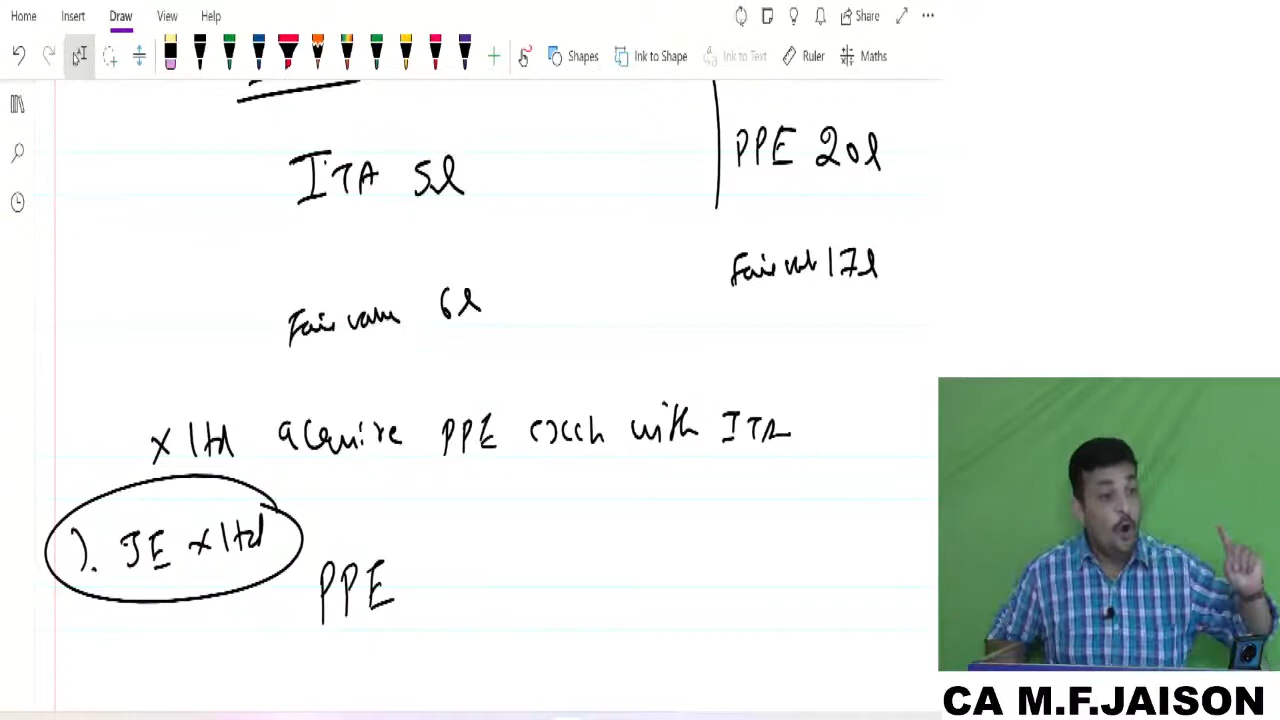 Home Insert Draw View Help Share
Shapes Ink to Shape Ink to Text Ruler Maths
ITA 5l
PPE 20l
Fair val 17l
Fair value 6l
X ltd acquire PPE exch with ITA
). JE X ltd
PPE
CA M.F.JAISON